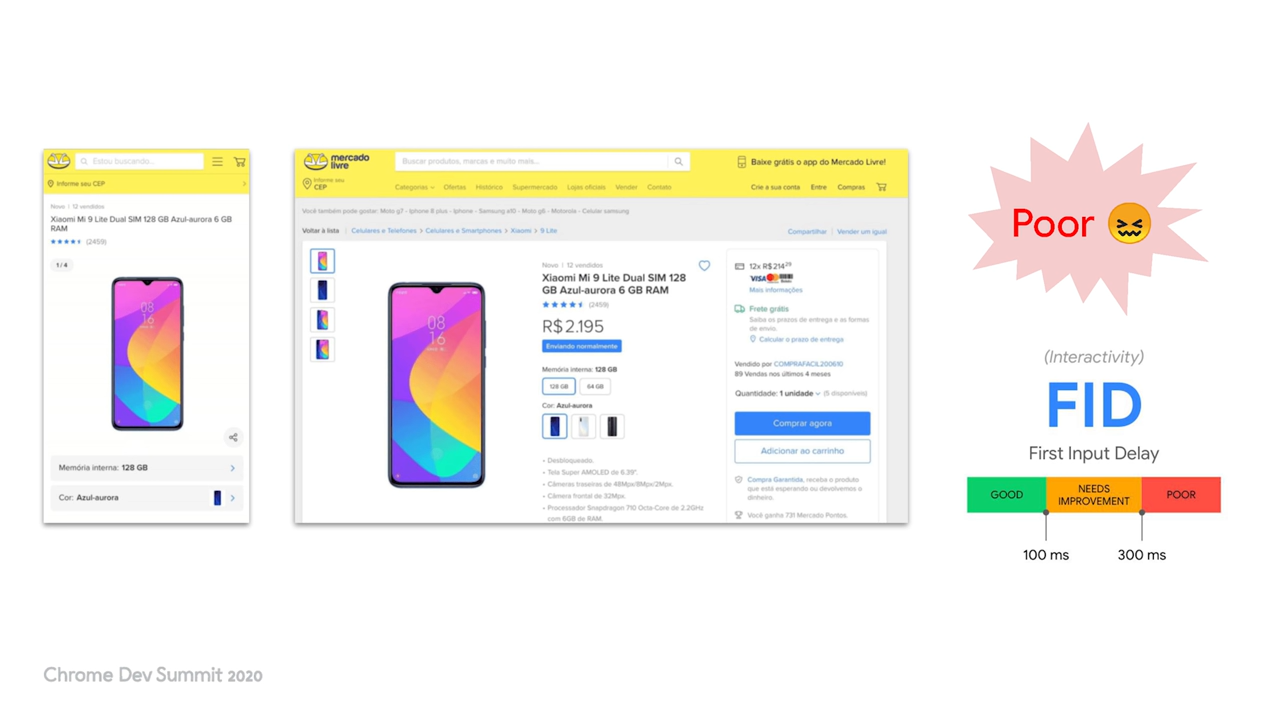 Estou buscando...
Informe seu CEP
Novo | 12 vendidos
Xiaomi Mi 9 Lite Dual SIM 128 GB Azul-aurora 6 GB
RAM
(2459)
1 / 4
08
16
Memória interna: 128 GB
Cor: Azul-aurora
mercado
livre
Buscar produtos, marcas e muito mais...
Baixe grátis o app do Mercado Livre!
Informe seu
CEP
Categorias Ofertas Histórico Supermercado Lojas oficiais Vender Contato
Crie a sua conta Entre Compras
Você também pode gostar: Moto g7 - Iphone 8 plus - Iphone - Samsung a10 - Moto g6 - Motorola - Celular samsung
Voltar à lista | Celulares e Telefones > Celulares e Smartphones > Xiaomi > 9 Lite
Compartilhar | Vender um igual
08
16
Novo | 12 vendidos
Xiaomi Mi 9 Lite Dual SIM 128
GB Azul-aurora 6 GB RAM
(2459)
R$ 2.195
Enviando normalmente
Memória interna: 128 GB
128 GB 64 GB
Cor: Azul-aurora
• Desbloqueado.
• Tela Super AMOLED de 6.39".
• Câmeras traseiras de 48Mpx/8Mpx/2Mpx.
• Câmera frontal de 32Mpx.
• Processador Snapdragon 710 Octa-Core de 2.2GHz
com 6GB de RAM.
12x R$ 214 29
VISA
Mais informações
Frete grátis
Saiba os prazos de entrega e as formas
de envio.
Calcular o prazo de entrega
Vendido por COMPRAFACIL200610
89 Vendas nos últimos 4 meses
Quantidade: 1 unidade (5 disponíveis)
Comprar agora
Adicionar ao carrinho
Compra Garantida, receba o produto
que está esperando ou devolvemos o
dinheiro.
Você ganha 731 Mercado Pontos.
Poor
(Interactivity)
FID
First Input Delay
GOOD
NEEDS
IMPROVEMENT
POOR
100 ms
300 ms
Chrome Dev Summit 2020